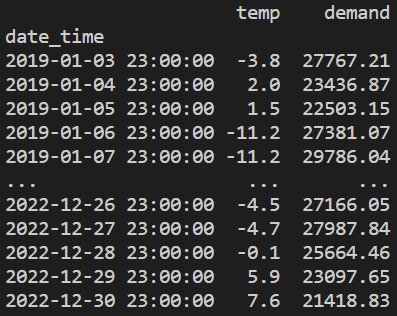 temp demand
date_time
2019-01-03 23:00:00 -3.8 27767.21
2019-01-04 23:00:00 2.0 23436.87
2019-01-05 23:00:00 1.5 22503.15
2019-01-06 23:00:00 -11.2 27381.07
2019-01-07 23:00:00 -11.2 29786.04
... ... ...
2022-12-26 23:00:00 -4.5 27166.05
2022-12-27 23:00:00 -4.7 27987.84
2022-12-28 23:00:00 -0.1 25664.46
2022-12-29 23:00:00 5.9 23097.65
2022-12-30 23:00:00 7.6 21418.83